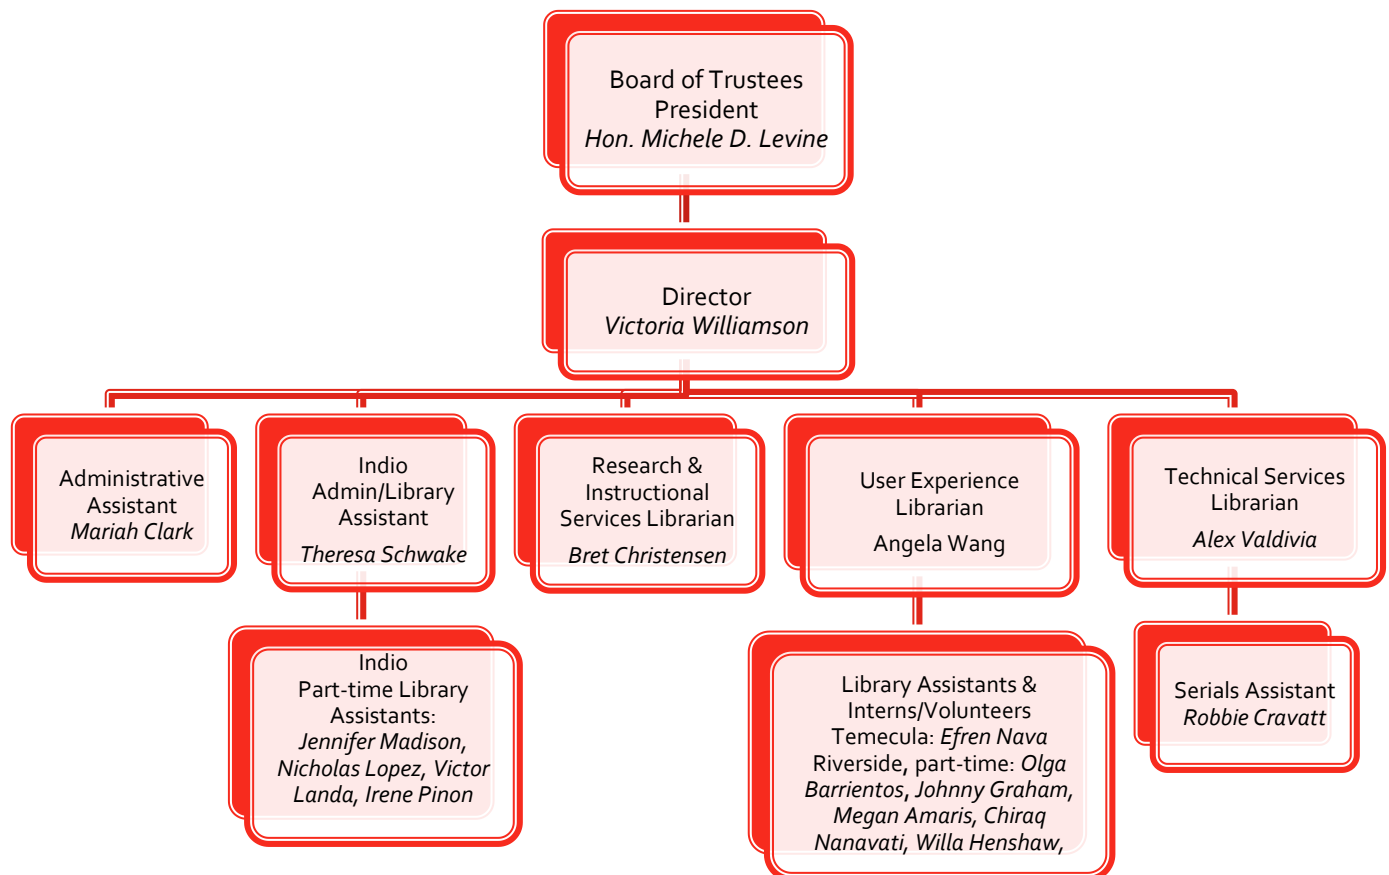 Board of Trustees
President
Hon. Michele D. Levine
Director
Victoria Williamson
Administrative
Assistant
Mariah Clark
Indio
Admin/Library
Assistant
Theresa Schwake
Research &
Instructional
Services Librarian
Bret Christensen
User Experience
Librarian
Angela Wang
Technical Services
Librarian
Alex Valdivia
Indio
Part-time Library
Assistants:
Jennifer Madison,
Nicholas Lopez, Victor
Landa, Irene Pinon
Library Assistants &
Interns/Volunteers
Temecula: Efren Nava
Riverside, part-time: Olga
Barrientos, Johnny Graham,
Megan Amaris, Chiraq
Nanavati, Willa Henshaw,
Serials Assistant
Robbie Cravatt